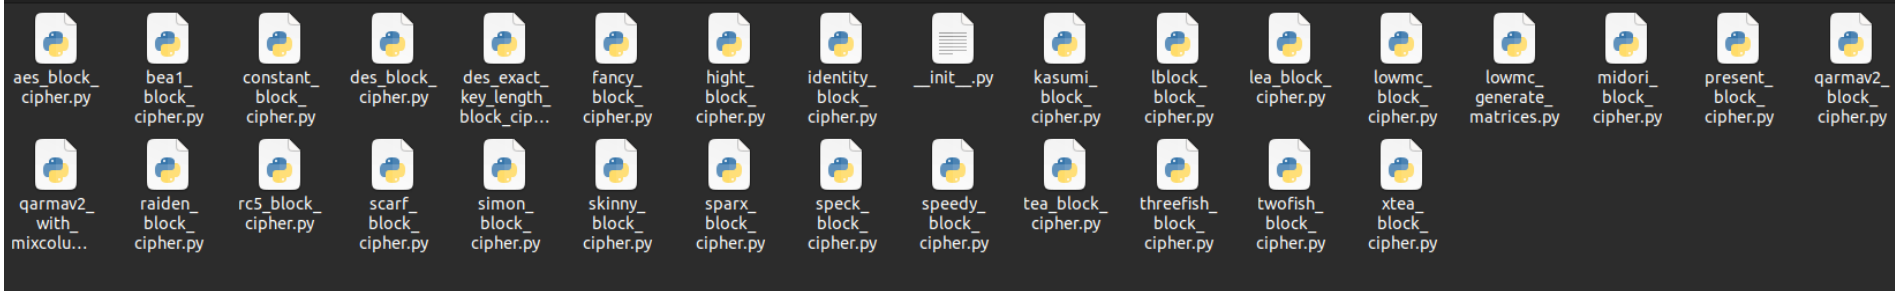 aes_block_
cipher.py
bea1_
block_
cipher.py
constant_
block_
cipher.py
des_block_
cipher.py
des_exact_
key_length_
block_cip...
fancy_
block_
cipher.py
hight_
block_
cipher.py
identity_
block_
cipher.py
__init__.py
kasumi_
block_
cipher.py
lblock_
block_
cipher.py
lea_block_
cipher.py
lowmc_
block_
cipher.py
lowmc_
generate_
matrices.py
midori_
block_
cipher.py
present_
block_
cipher.py
qarmav2_
block_
cipher.py
qarmav2_
with_
mixcolu...
raiden_
block_
cipher.py
rc5_block_
cipher.py
scarf_
block_
cipher.py
simon_
block_
cipher.py
skinny_
block_
cipher.py
sparx_
block_
cipher.py
speck_
block_
cipher.py
speedy_
block_
cipher.py
tea_block_
cipher.py
threefish_
block_
cipher.py
twofish_
block_
cipher.py
xtea_
block_
cipher.py